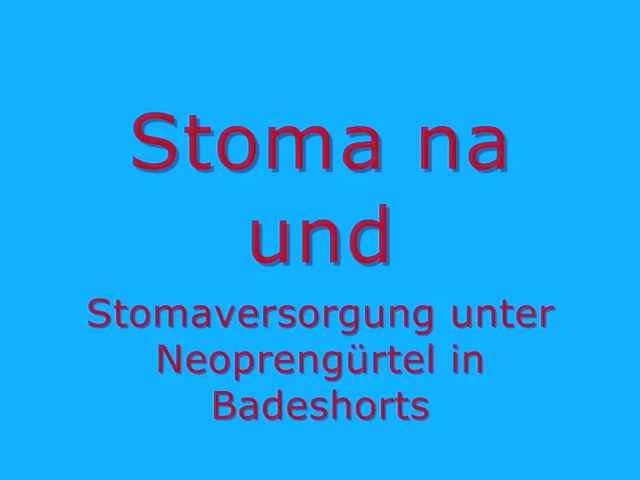 Stoma na
und
Stomaversorgung unter
Neoprengürtel in
Badeshorts